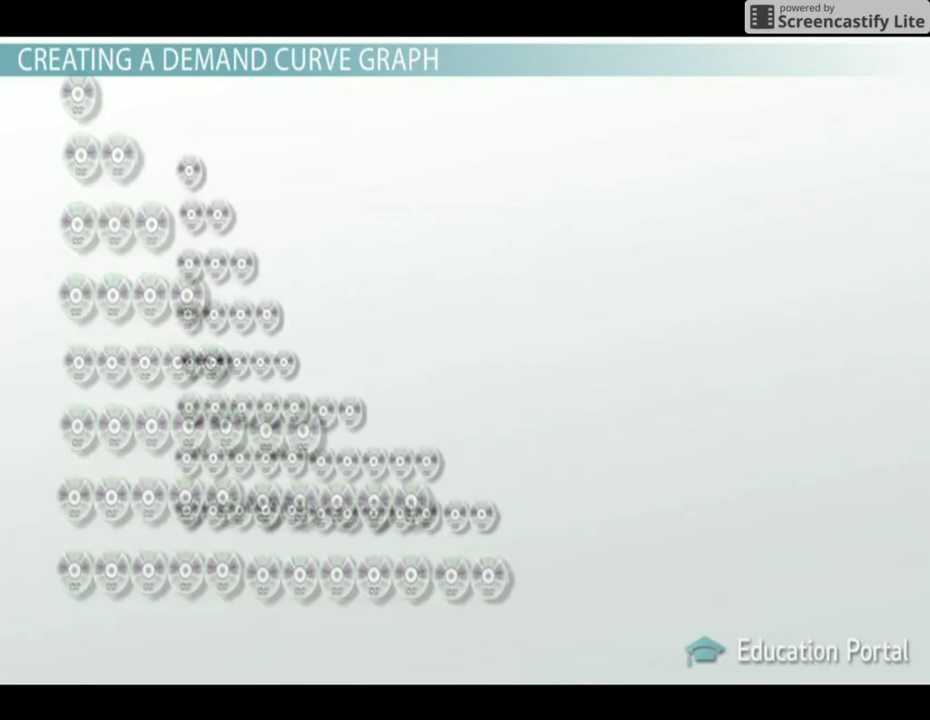 powered by
Screencastify Lite
CREATING A DEMAND CURVE GRAPH
Education Portal